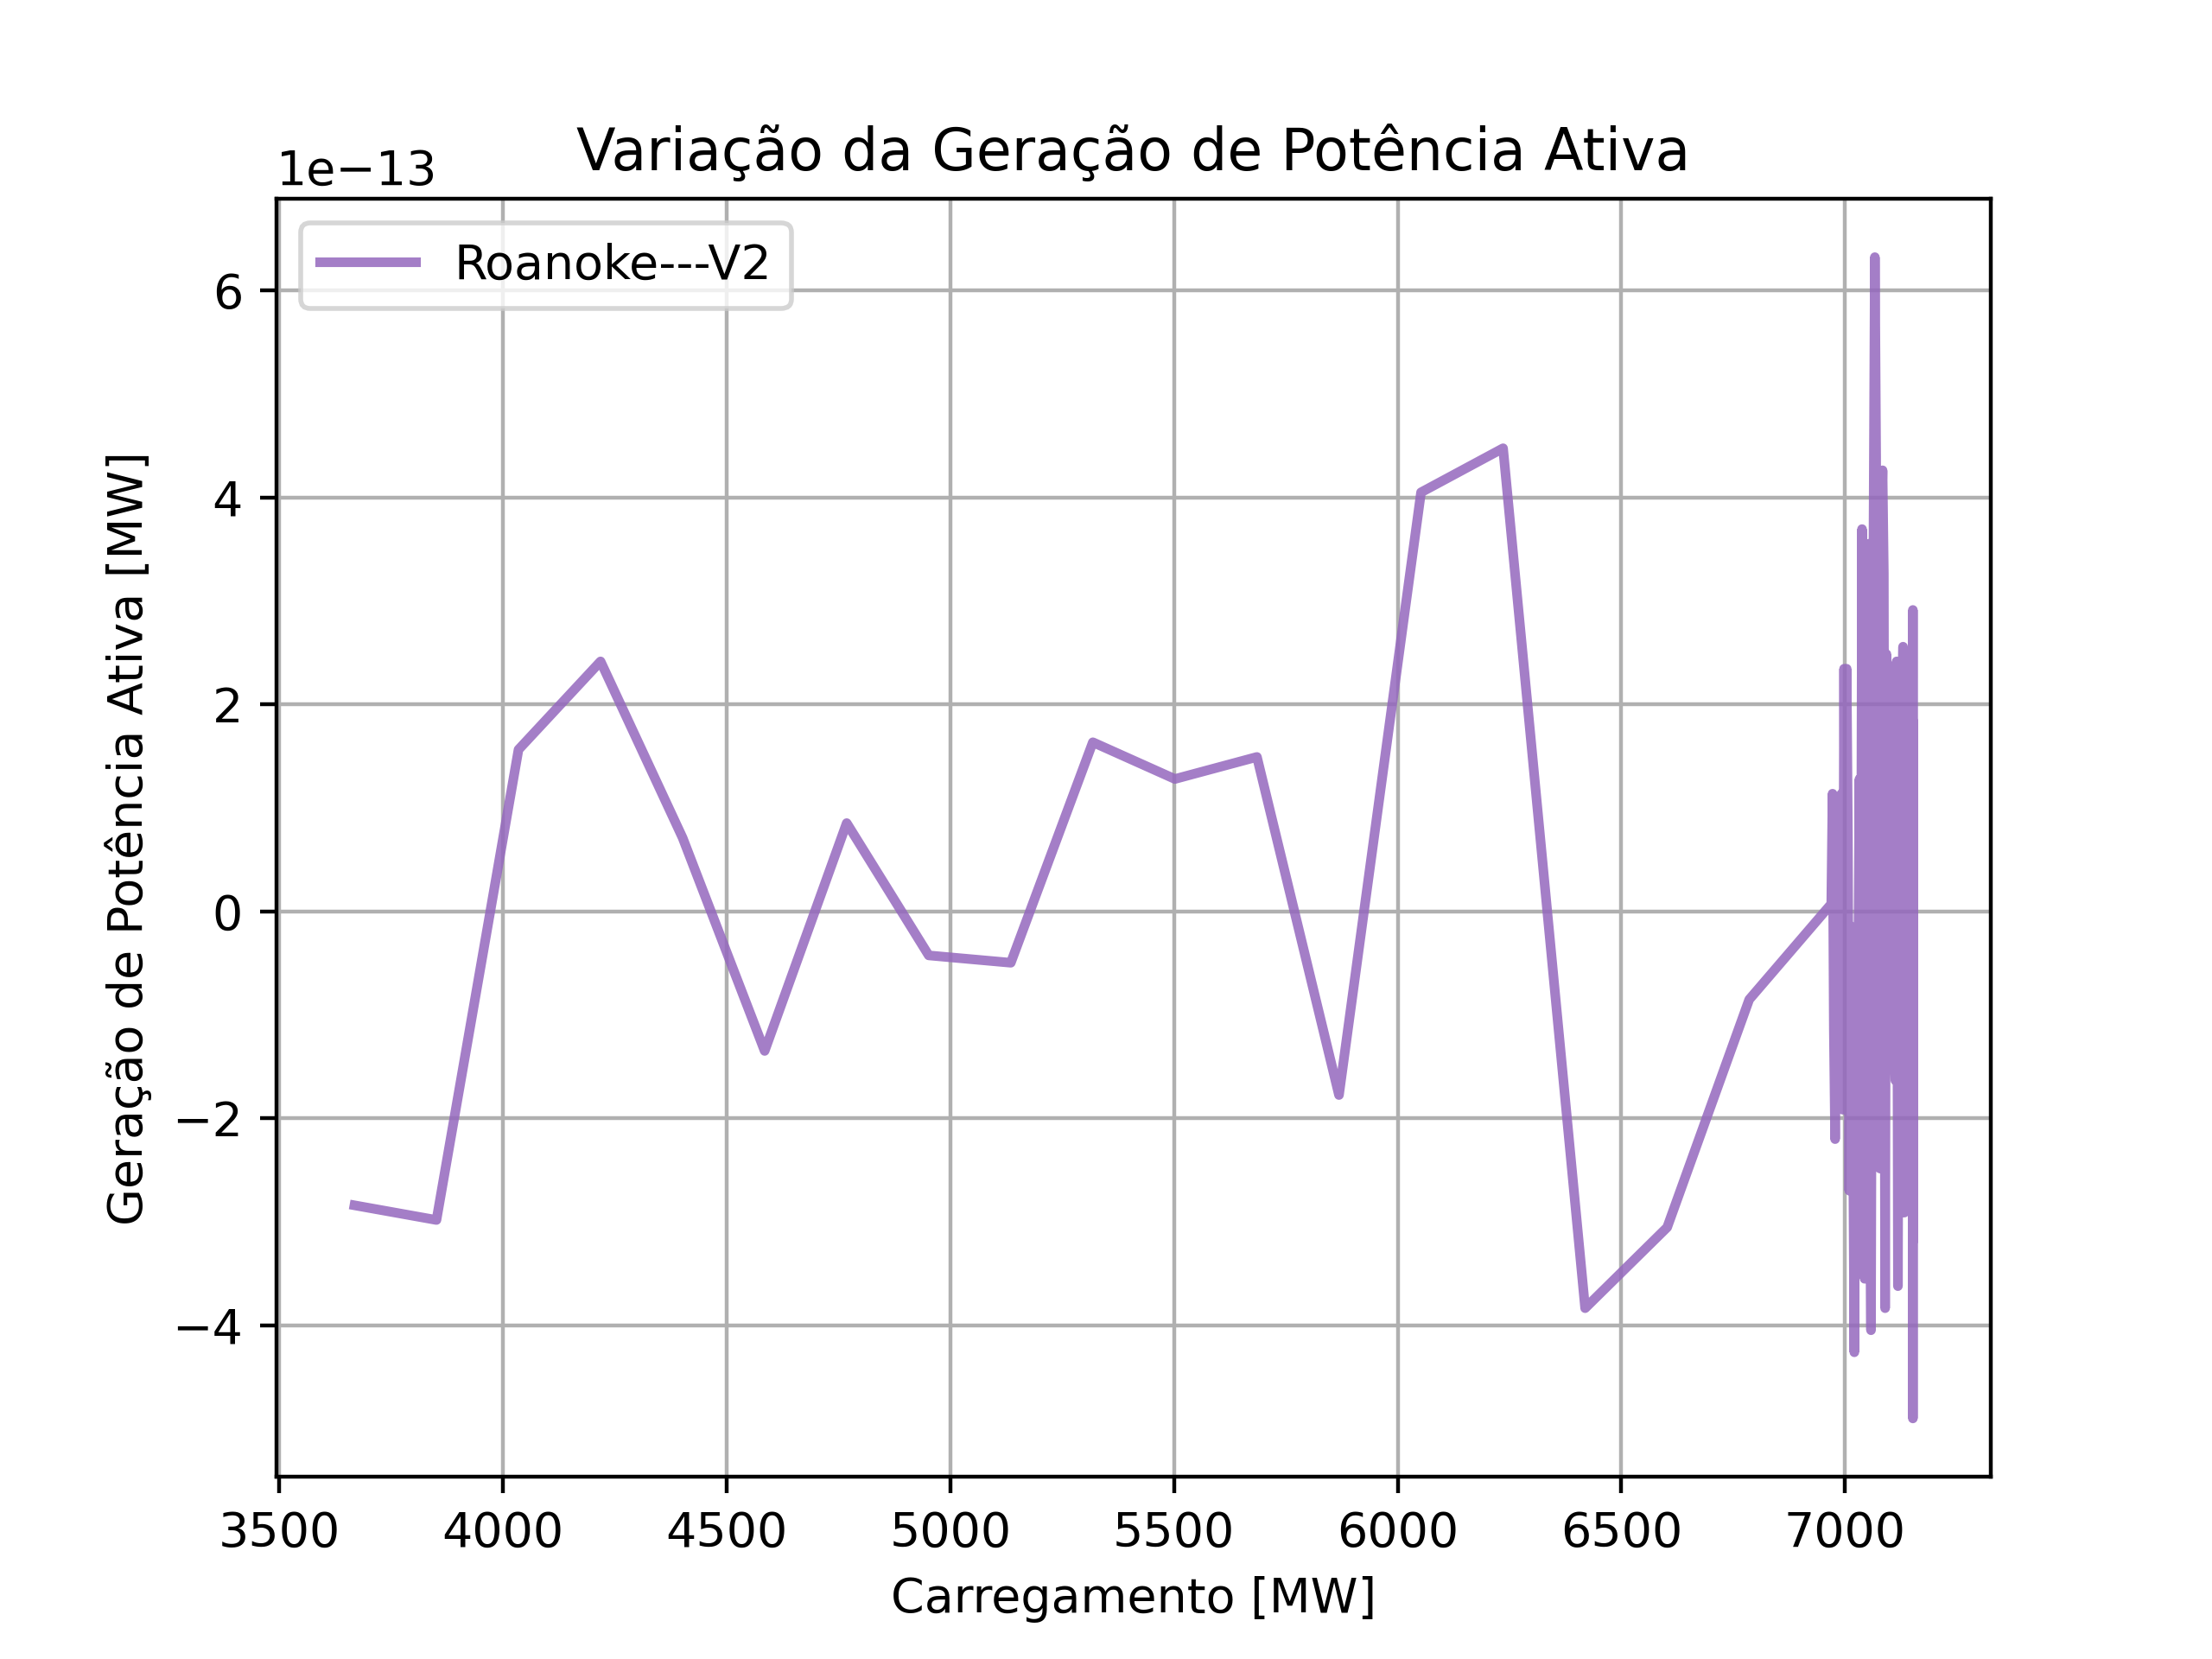 Variação da Geração de Potência Ativa
1e−13
Roanoke---V2
Geração de Potência Ativa [MW]
6
4
2
0
−2
−4
3500 4000 4500 5000 5500 6000 6500 7000
Carregamento [MW]